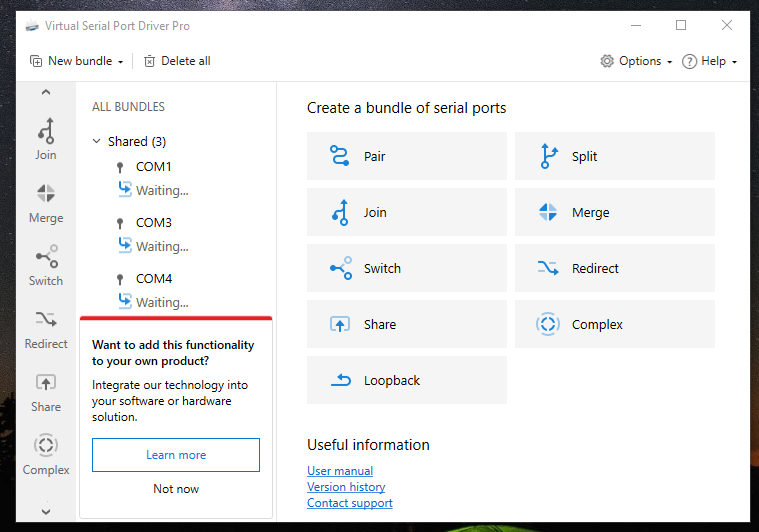 Virtual Serial Port Driver Pro
New bundle
Delete all
Options
Help
Join
Merge
Switch
Redirect
Share
Complex
ALL BUNDLES
Shared (3)
COM1
Waiting...
COM3
Waiting...
COM4
Waiting...
Want to add this functionality
to your own product?
Integrate our technology into
your software or hardware
solution.
Learn more
Not now
Create a bundle of serial ports
Pair
Split
Join
Merge
Switch
Redirect
Share
Complex
Loopback
Useful information
User manual
Version history
Contact support